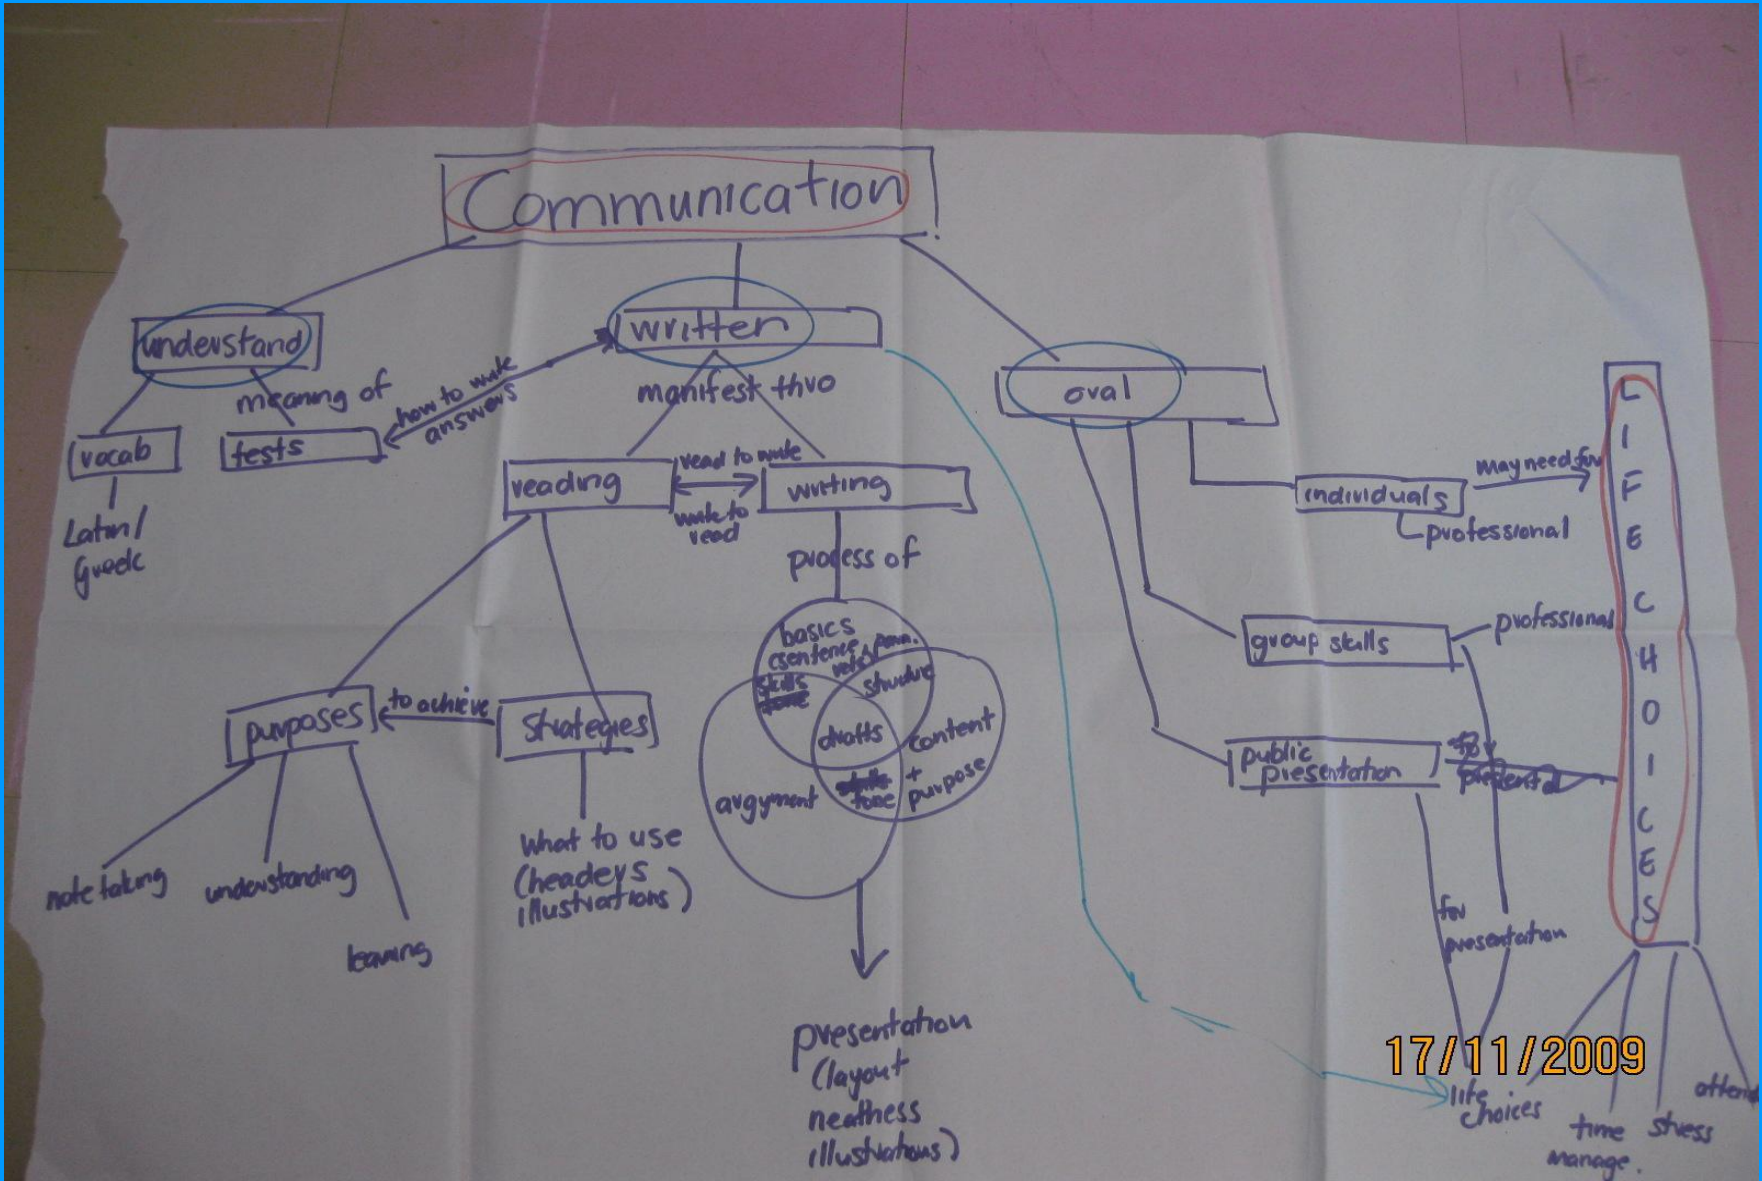 Communication
understand
written
oral
meaning of
how to write
answers
manifest thro
vocab
tests
reading
read to write
write to
read
writing
individuals
may need for
professional
Latin/
Greek
process of
basics
(sentence
structure
drafts
content
+
purpose
tone
argyment
group skills
professional
purposes
to achieve
strategies
public
presentation
note taking
understanding
learning
What to use
(headers
illustrations)
for
presentation
presentation
(layout
neatness
illustrations)
LIFE CHOICES
17/11/2009
life
choices
time
manage.
stress
attend